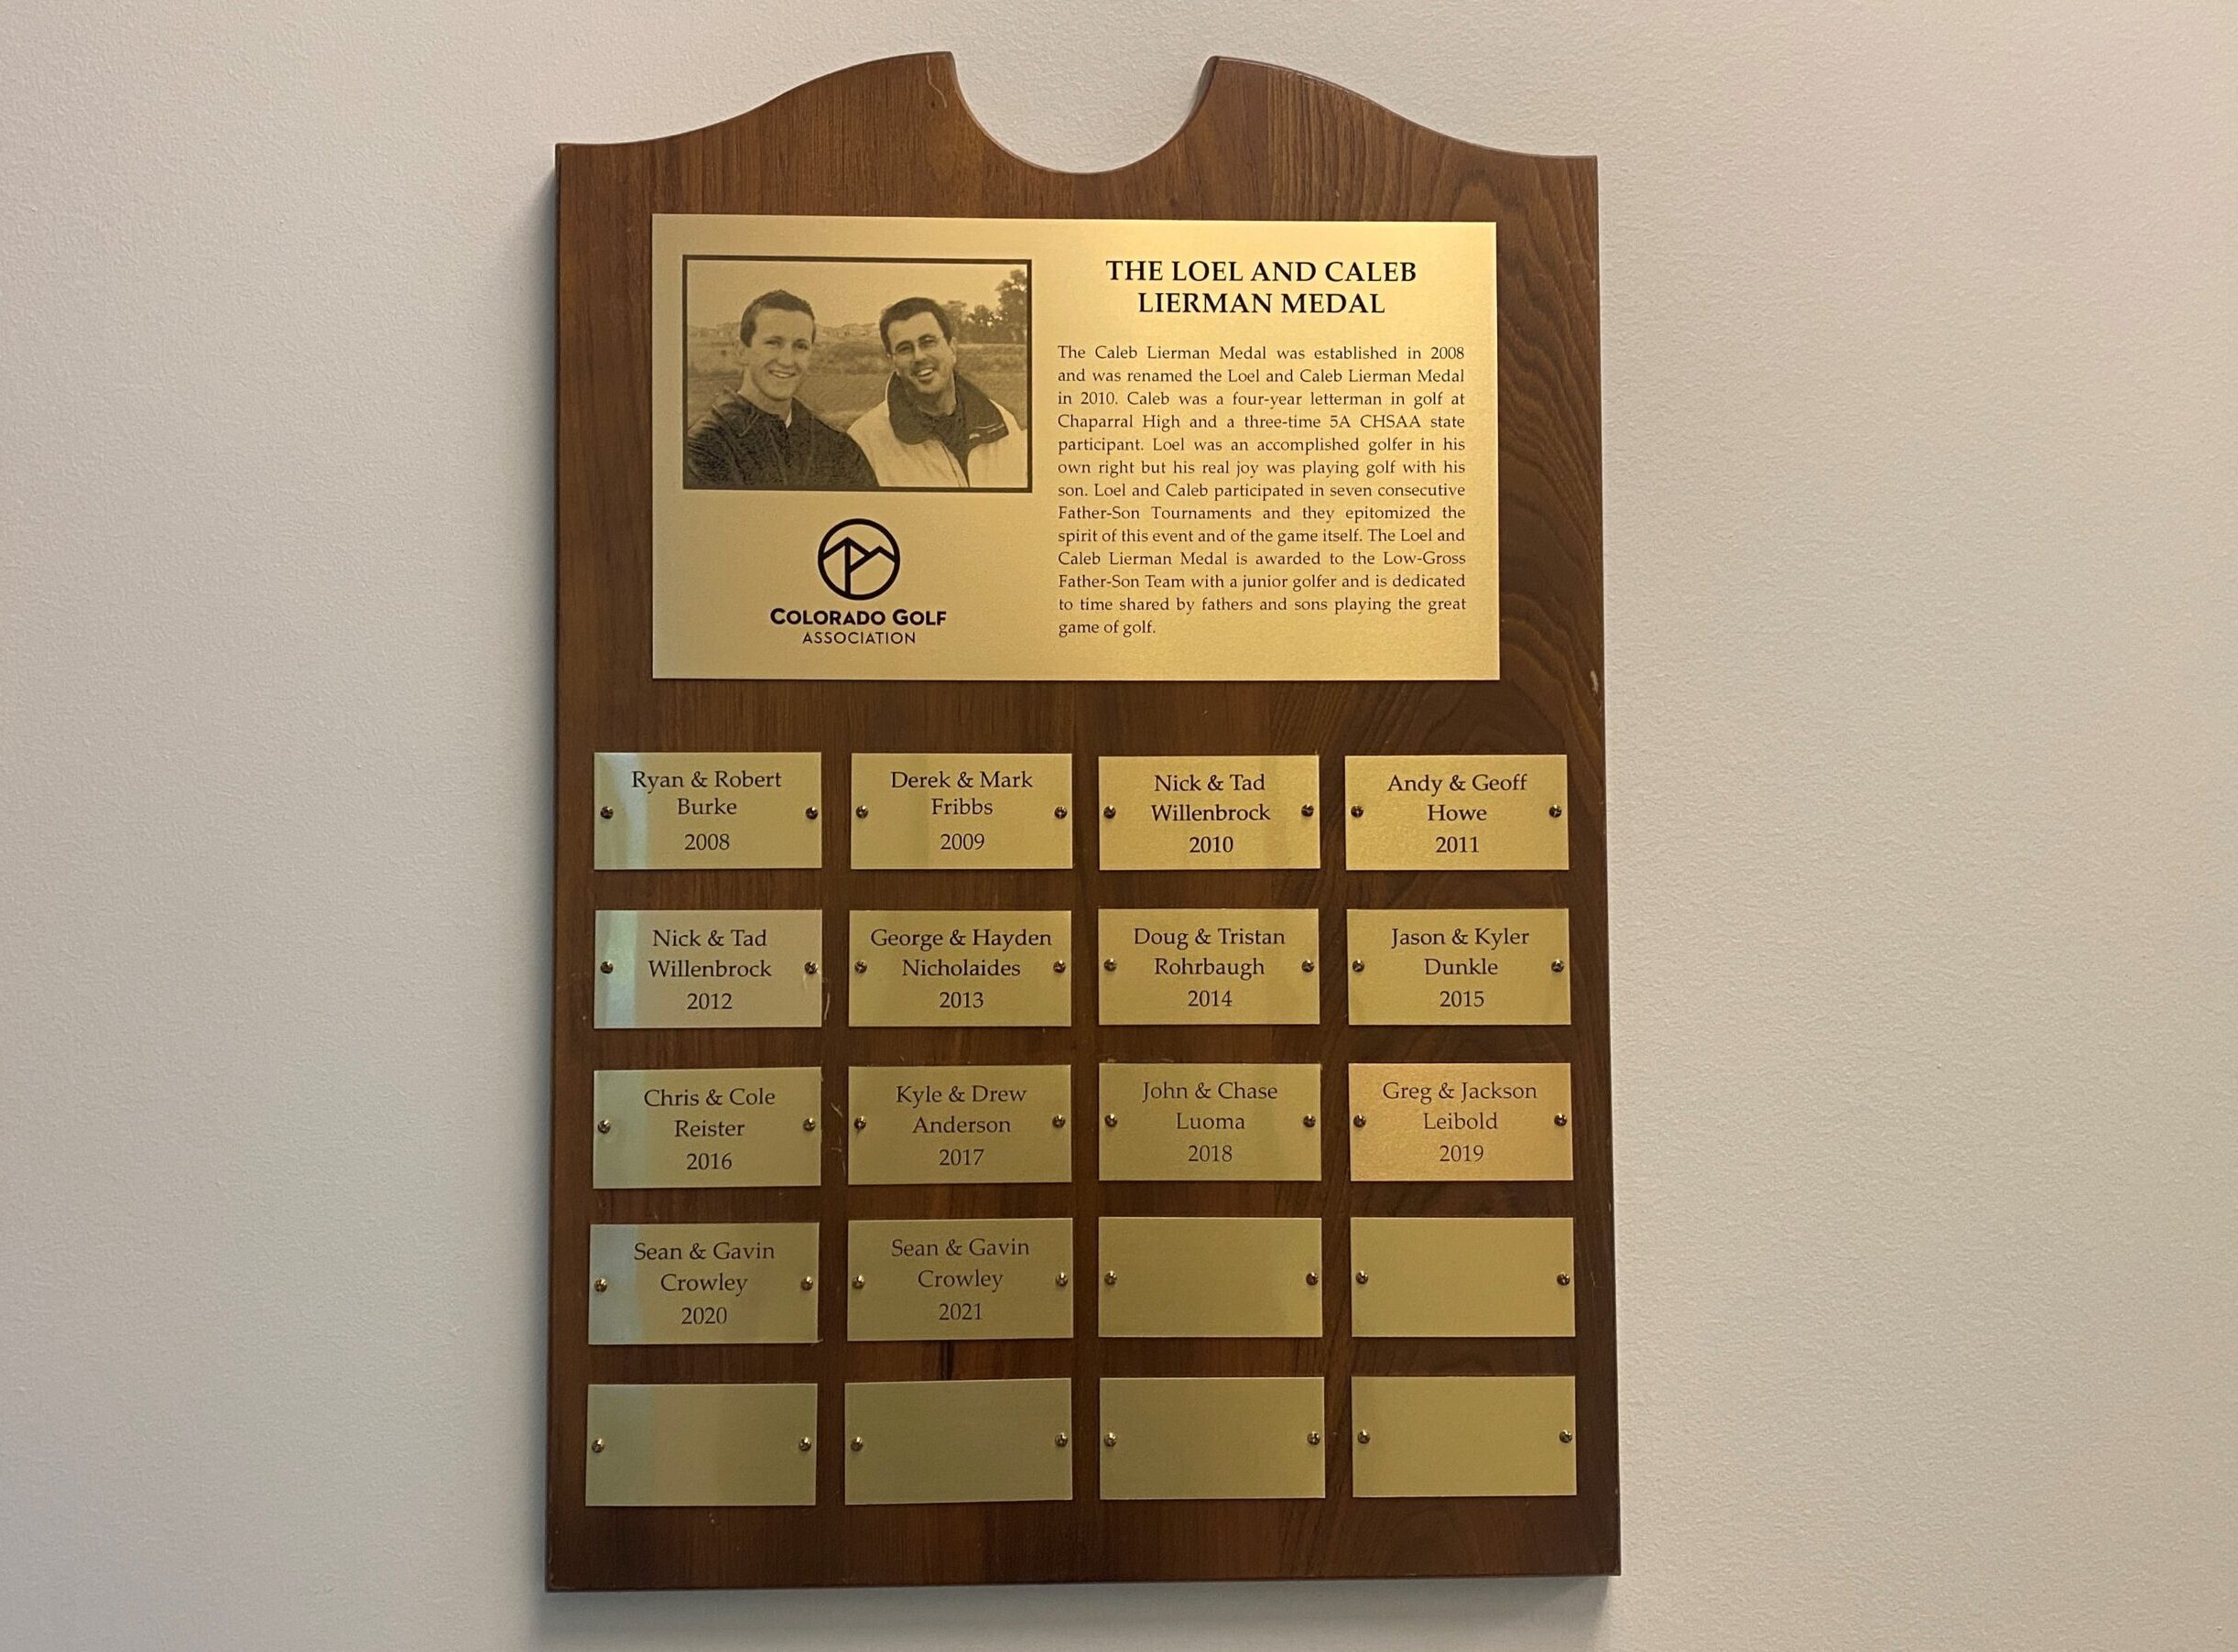 THE LOEL AND CALEB
LIERMAN MEDAL
The Caleb Lierman Medal was established in 2008
and was renamed the Loel and Caleb Lierman Medal
in 2010. Caleb was a four-year letterman in golf at
Chaparral High and a three-time 5A CHSAA state
participant. Loel was an accomplished golfer in his
own right but his real joy was playing golf with his
son. Loel and Caleb participated in seven consecutive
Father-Son Tournaments and they epitomized the
spirit of this event and of the game itself. The Loel and
Caleb Lierman Medal is awarded to the Low-Gross
Father-Son Team with a junior golfer and is dedicated
to time shared by fathers and sons playing the great
game of golf.
COLORADO GOLF
ASSOCIATION
Ryan & Robert
Burke
2008
Derek & Mark
Fribbs
2009
Nick & Tad
Willenbrock
2010
Andy & Geoff
Howe
2011
Nick & Tad
Willenbrock
2012
George & Hayden
Nicholaides
2013
Doug & Tristan
Rohrbaugh
2014
Jason & Kyler
Dunkle
2015
Chris & Cole
Reister
2016
Kyle & Drew
Anderson
2017
John & Chase
Luoma
2018
Greg & Jackson
Leibold
2019
Sean & Gavin
Crowley
2020
Sean & Gavin
Crowley
2021